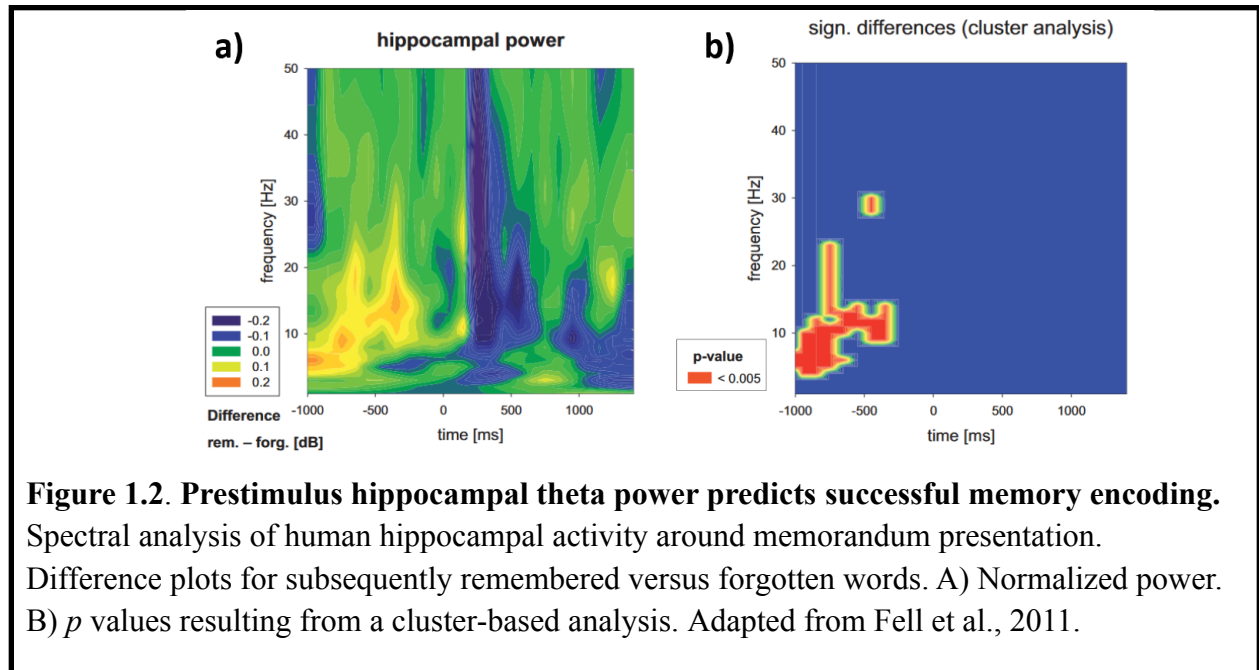 a)
hippocampal power
50
40
30
20
10
frequency [Hz]
-0.2
-0.1
0.0
0.1
0.2
Difference
rem. – forg. [dB]
-1000
-500
0
500
1000
time [ms]
b)
sign. differences (cluster analysis)
50
40
30
20
10
frequency [Hz]
p-value
< 0.005
-1000
-500
0
500
1000
time [ms]
Figure 1.2. Prestimulus hippocampal theta power predicts successful memory encoding.
Spectral analysis of human hippocampal activity around memorandum presentation.
Difference plots for subsequently remembered versus forgotten words. A) Normalized power.
B) p values resulting from a cluster-based analysis. Adapted from Fell et al., 2011.